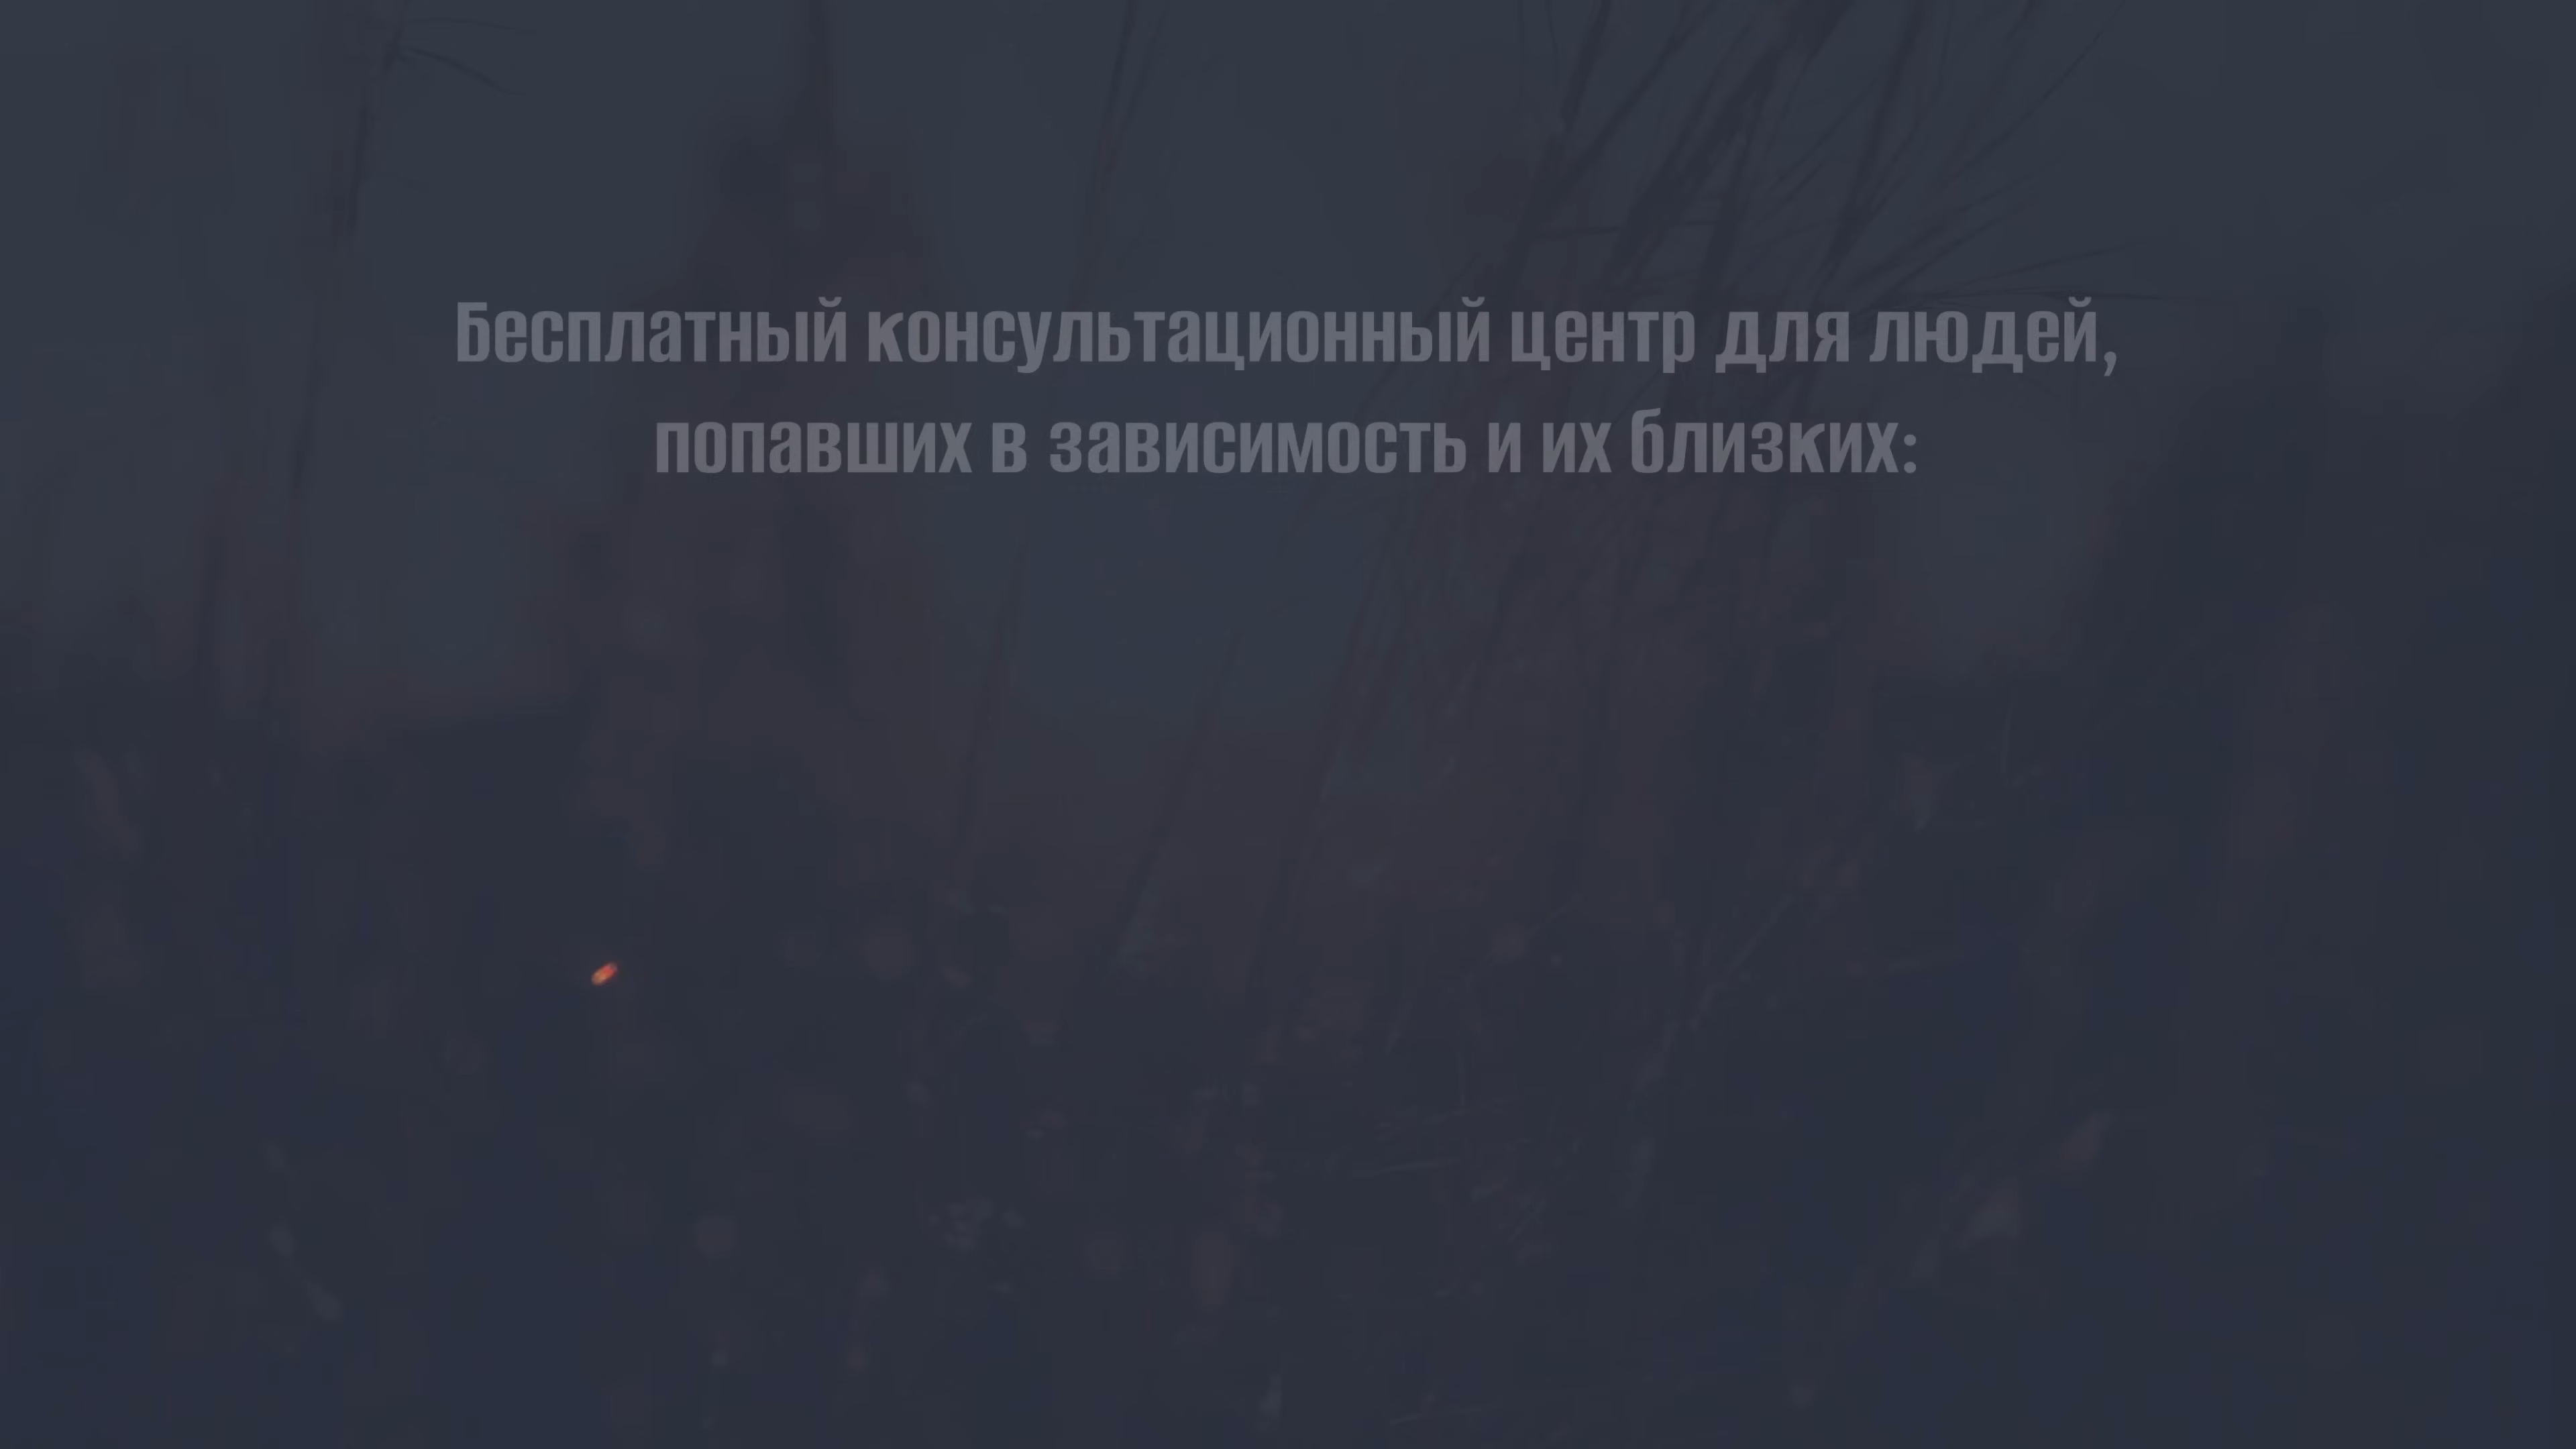 Бесплатный консультационный центр для людей,
попавших в зависимость и их близких: